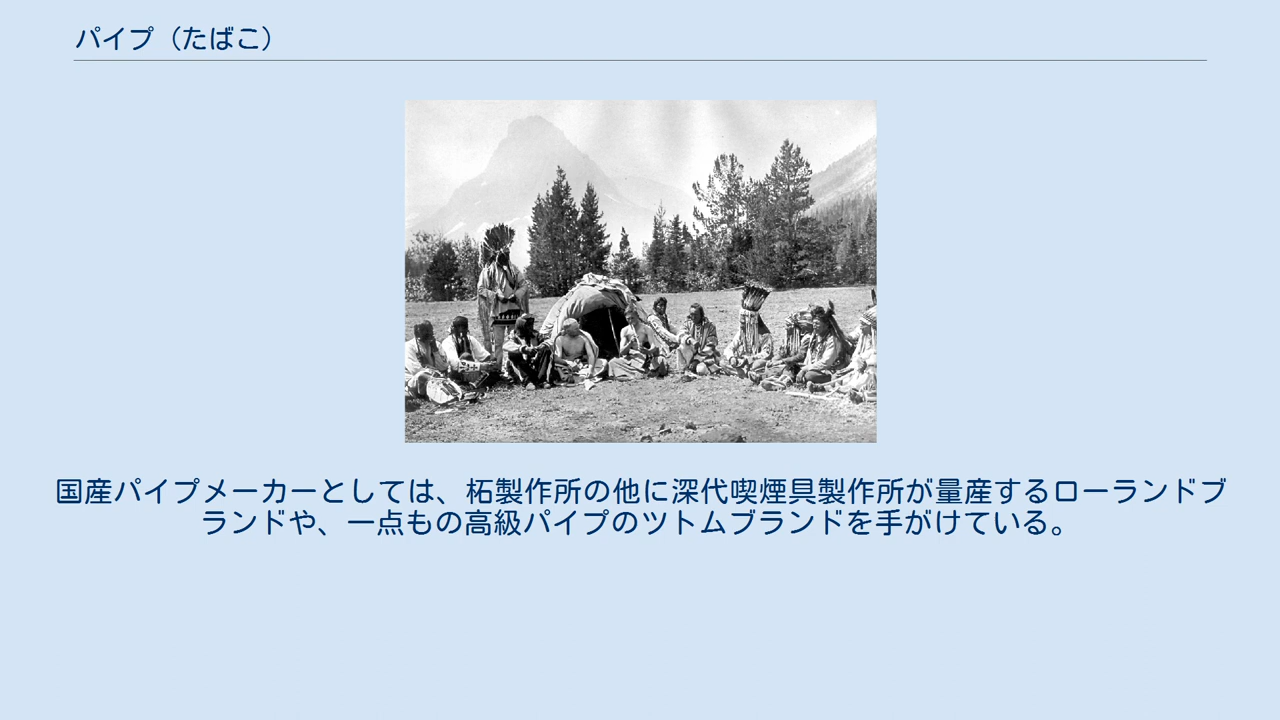 パイプ（たばこ）
国産パイプメーカーとしては、柘製作所の他に深代喫煙具製作所が量産するローランドブ
ランドや、一点もの高級パイプのツトムブランドを手がけている。